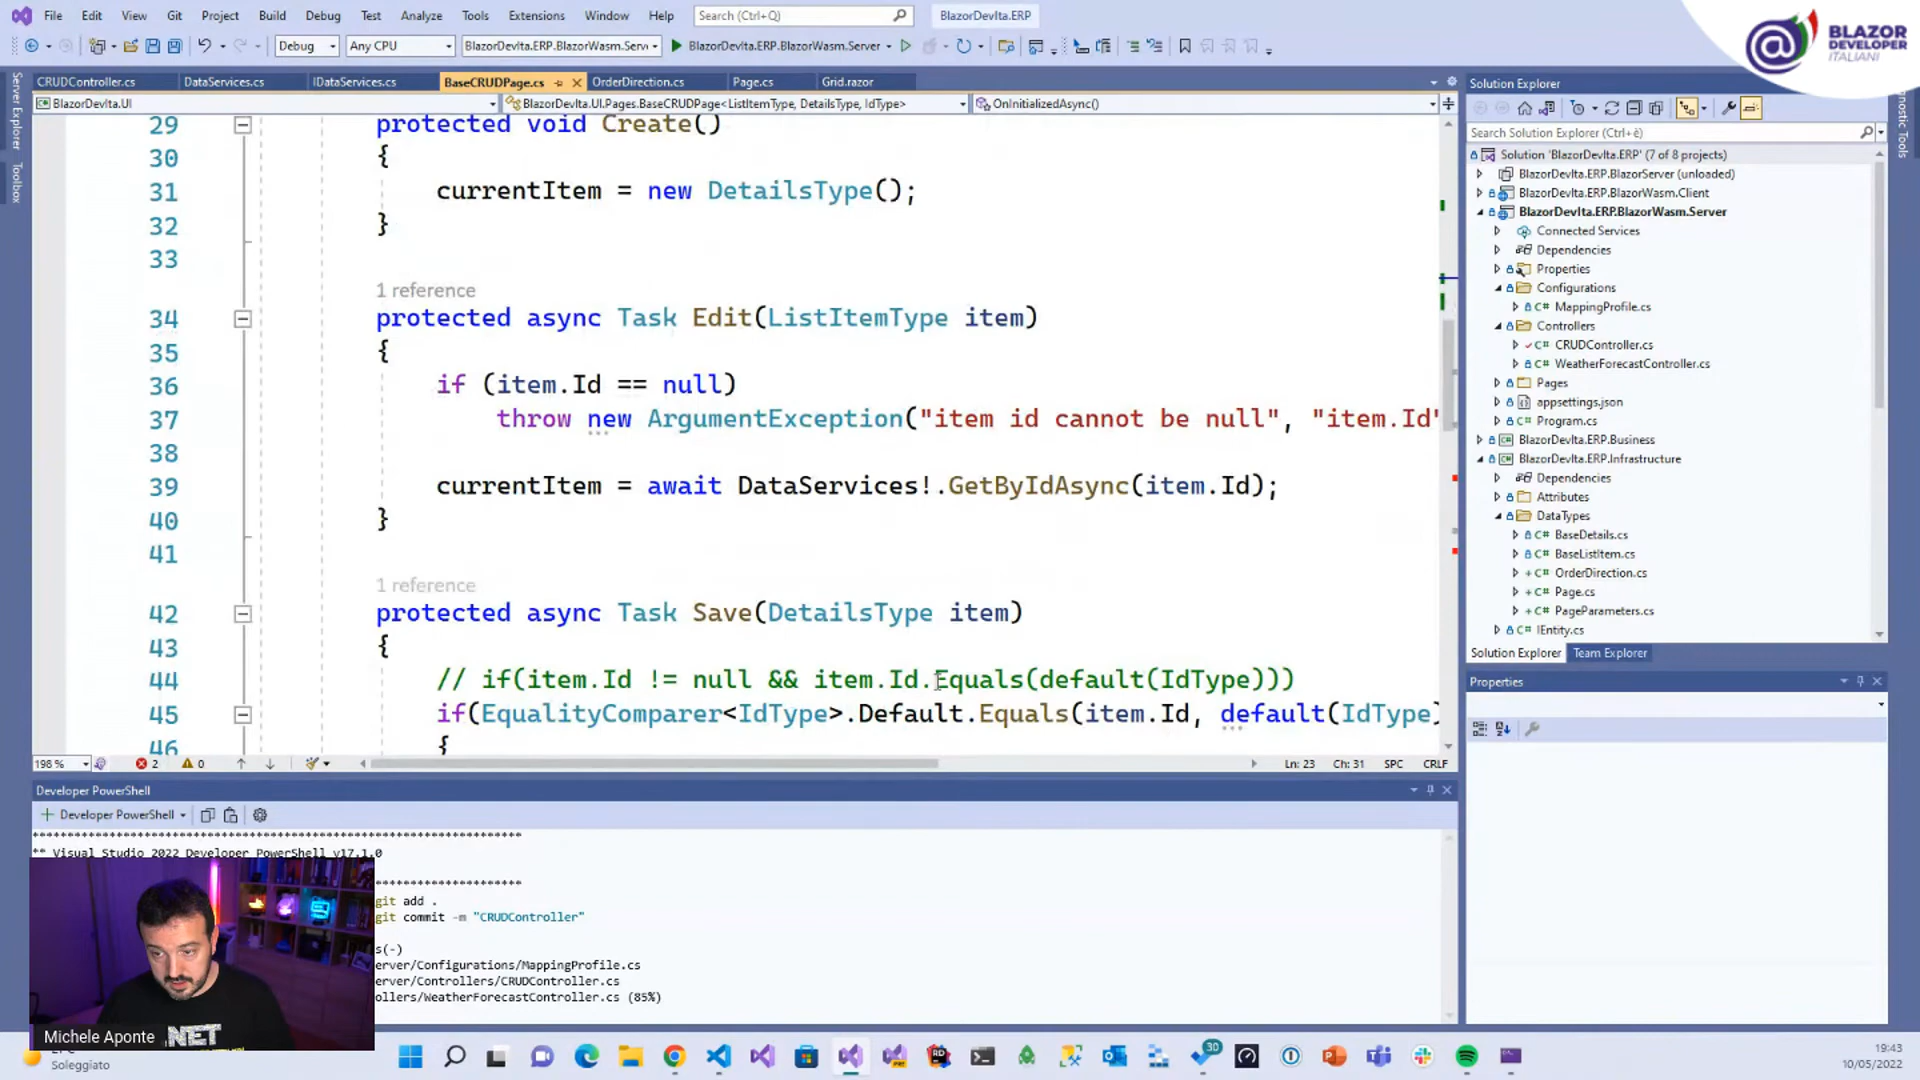 File Edit View Git Project Build Debug Test Analyze Tools Extensions Window Help Search (Ctrl+Q) BlazorDevIta.ERP
BLAZOR
DEVELOPER
ITALIANI
Debug Any CPU BlazorDevIta.ERP.BlazorWasm.Serv BlazorDevIta.ERP.BlazorWasm.Server
CRUDController.cs DataServices.cs IDataServices.cs BaseCRUDPage.cs OrderDirection.cs Page.cs Grid.razor
BlazorDevIta.UI BlazorDevIta.UI.Pages.BaseCRUDPage<ListItemType, DetailsType, IdType> OnInitializedAsync()
Server Explorer
Toolbox
29 protected void Create()
30 {
31 currentItem = new DetailsType();
32 }
33
1 reference
34 protected async Task Edit(ListItemType item)
35 {
36 if (item.Id == null)
37 throw new ArgumentException("item id cannot be null", "item.Id"
38
39 currentItem = await DataServices!.GetByIdAsync(item.Id);
40 }
41
1 reference
42 protected async Task Save(DetailsType item)
43 {
44 // if(item.Id != null && item.Id.Equals(default(IdType)))
45 if(EqualityComparer<IdType>.Default.Equals(item.Id, default(IdType)
46 {
198 % 2 0 Ln: 23 Ch: 31 SPC CRLF
Solution Explorer
Search Solution Explorer (Ctrl+è)
Solution 'BlazorDevIta.ERP' (7 of 8 projects)
BlazorDevIta.ERP.BlazorServer (unloaded)
BlazorDevIta.ERP.BlazorWasm.Client
BlazorDevIta.ERP.BlazorWasm.Server
Connected Services
Dependencies
Properties
Configurations
C# MappingProfile.cs
Controllers
C# CRUDController.cs
C# WeatherForecastController.cs
Pages
appsettings.json
C# Program.cs
BlazorDevIta.ERP.Business
BlazorDevIta.ERP.Infrastructure
Dependencies
Attributes
DataTypes
C# BaseDetails.cs
C# BaseListItem.cs
C# OrderDirection.cs
C# Page.cs
C# PageParameters.cs
C# IEntity.cs
Solution Explorer Team Explorer
Properties
Developer PowerShell
+ Developer PowerShell
**********************************************************************
** Visual Studio 2022 Developer PowerShell v17.1.0
git add .
git commit -m "CRUDController"
s(-)
erver/Configurations/MappingProfile.cs
erver/Controllers/CRUDController.cs
ollers/WeatherForecastController.cs (85%)
Michele Aponte
.NET
Soleggiato
30
19:43
10/05/2022